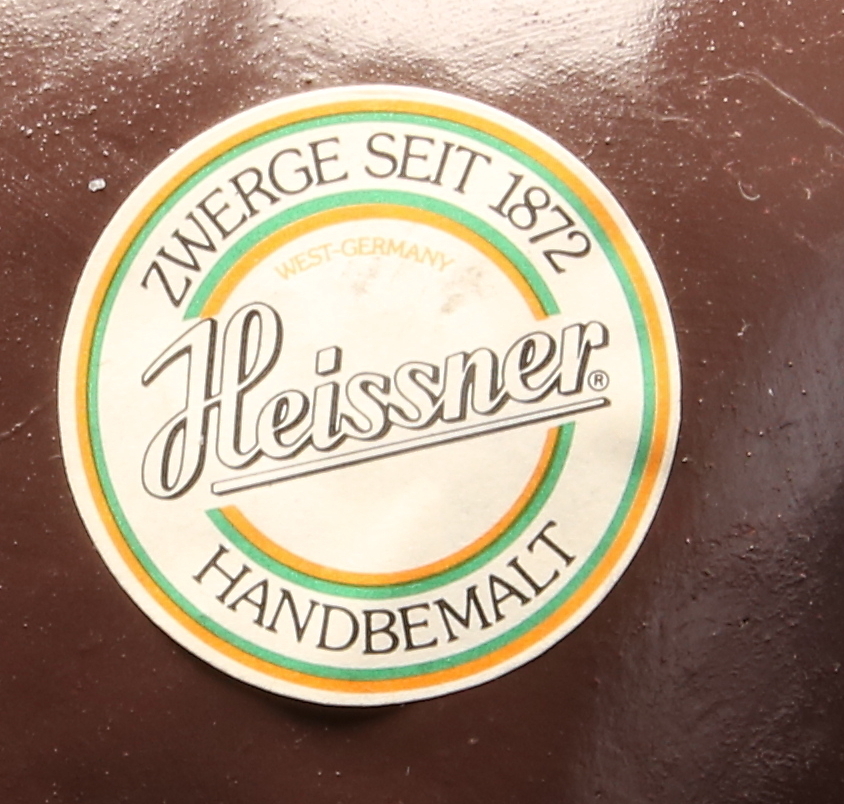 ZWERGE SEIT 1872
WEST-GERMANY
Heissner®
HANDBEMALT